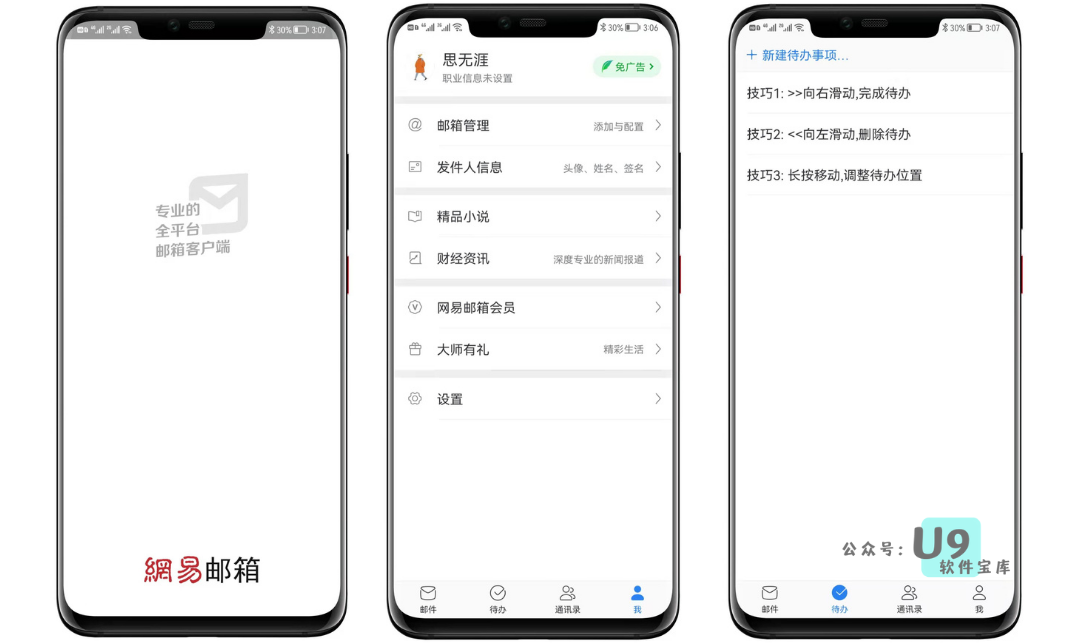 30% 3:07
专业的
全平台
邮箱客户端
網易邮箱
30% 3:06
思无涯
职业信息未设置
免广告
邮箱管理 添加与配置
发件人信息 头像、姓名、签名
精品小说
财经资讯 深度专业的新闻报道
网易邮箱会员
大师有礼 精彩生活
设置
邮件 待办 通讯录 我
30% 3:07
+ 新建待办事项...
技巧1: >>向右滑动,完成待办
技巧2: <<向左滑动,删除待办
技巧3: 长按移动,调整待办位置
公众号: U9
软件宝库
邮件 待办 通讯录 我